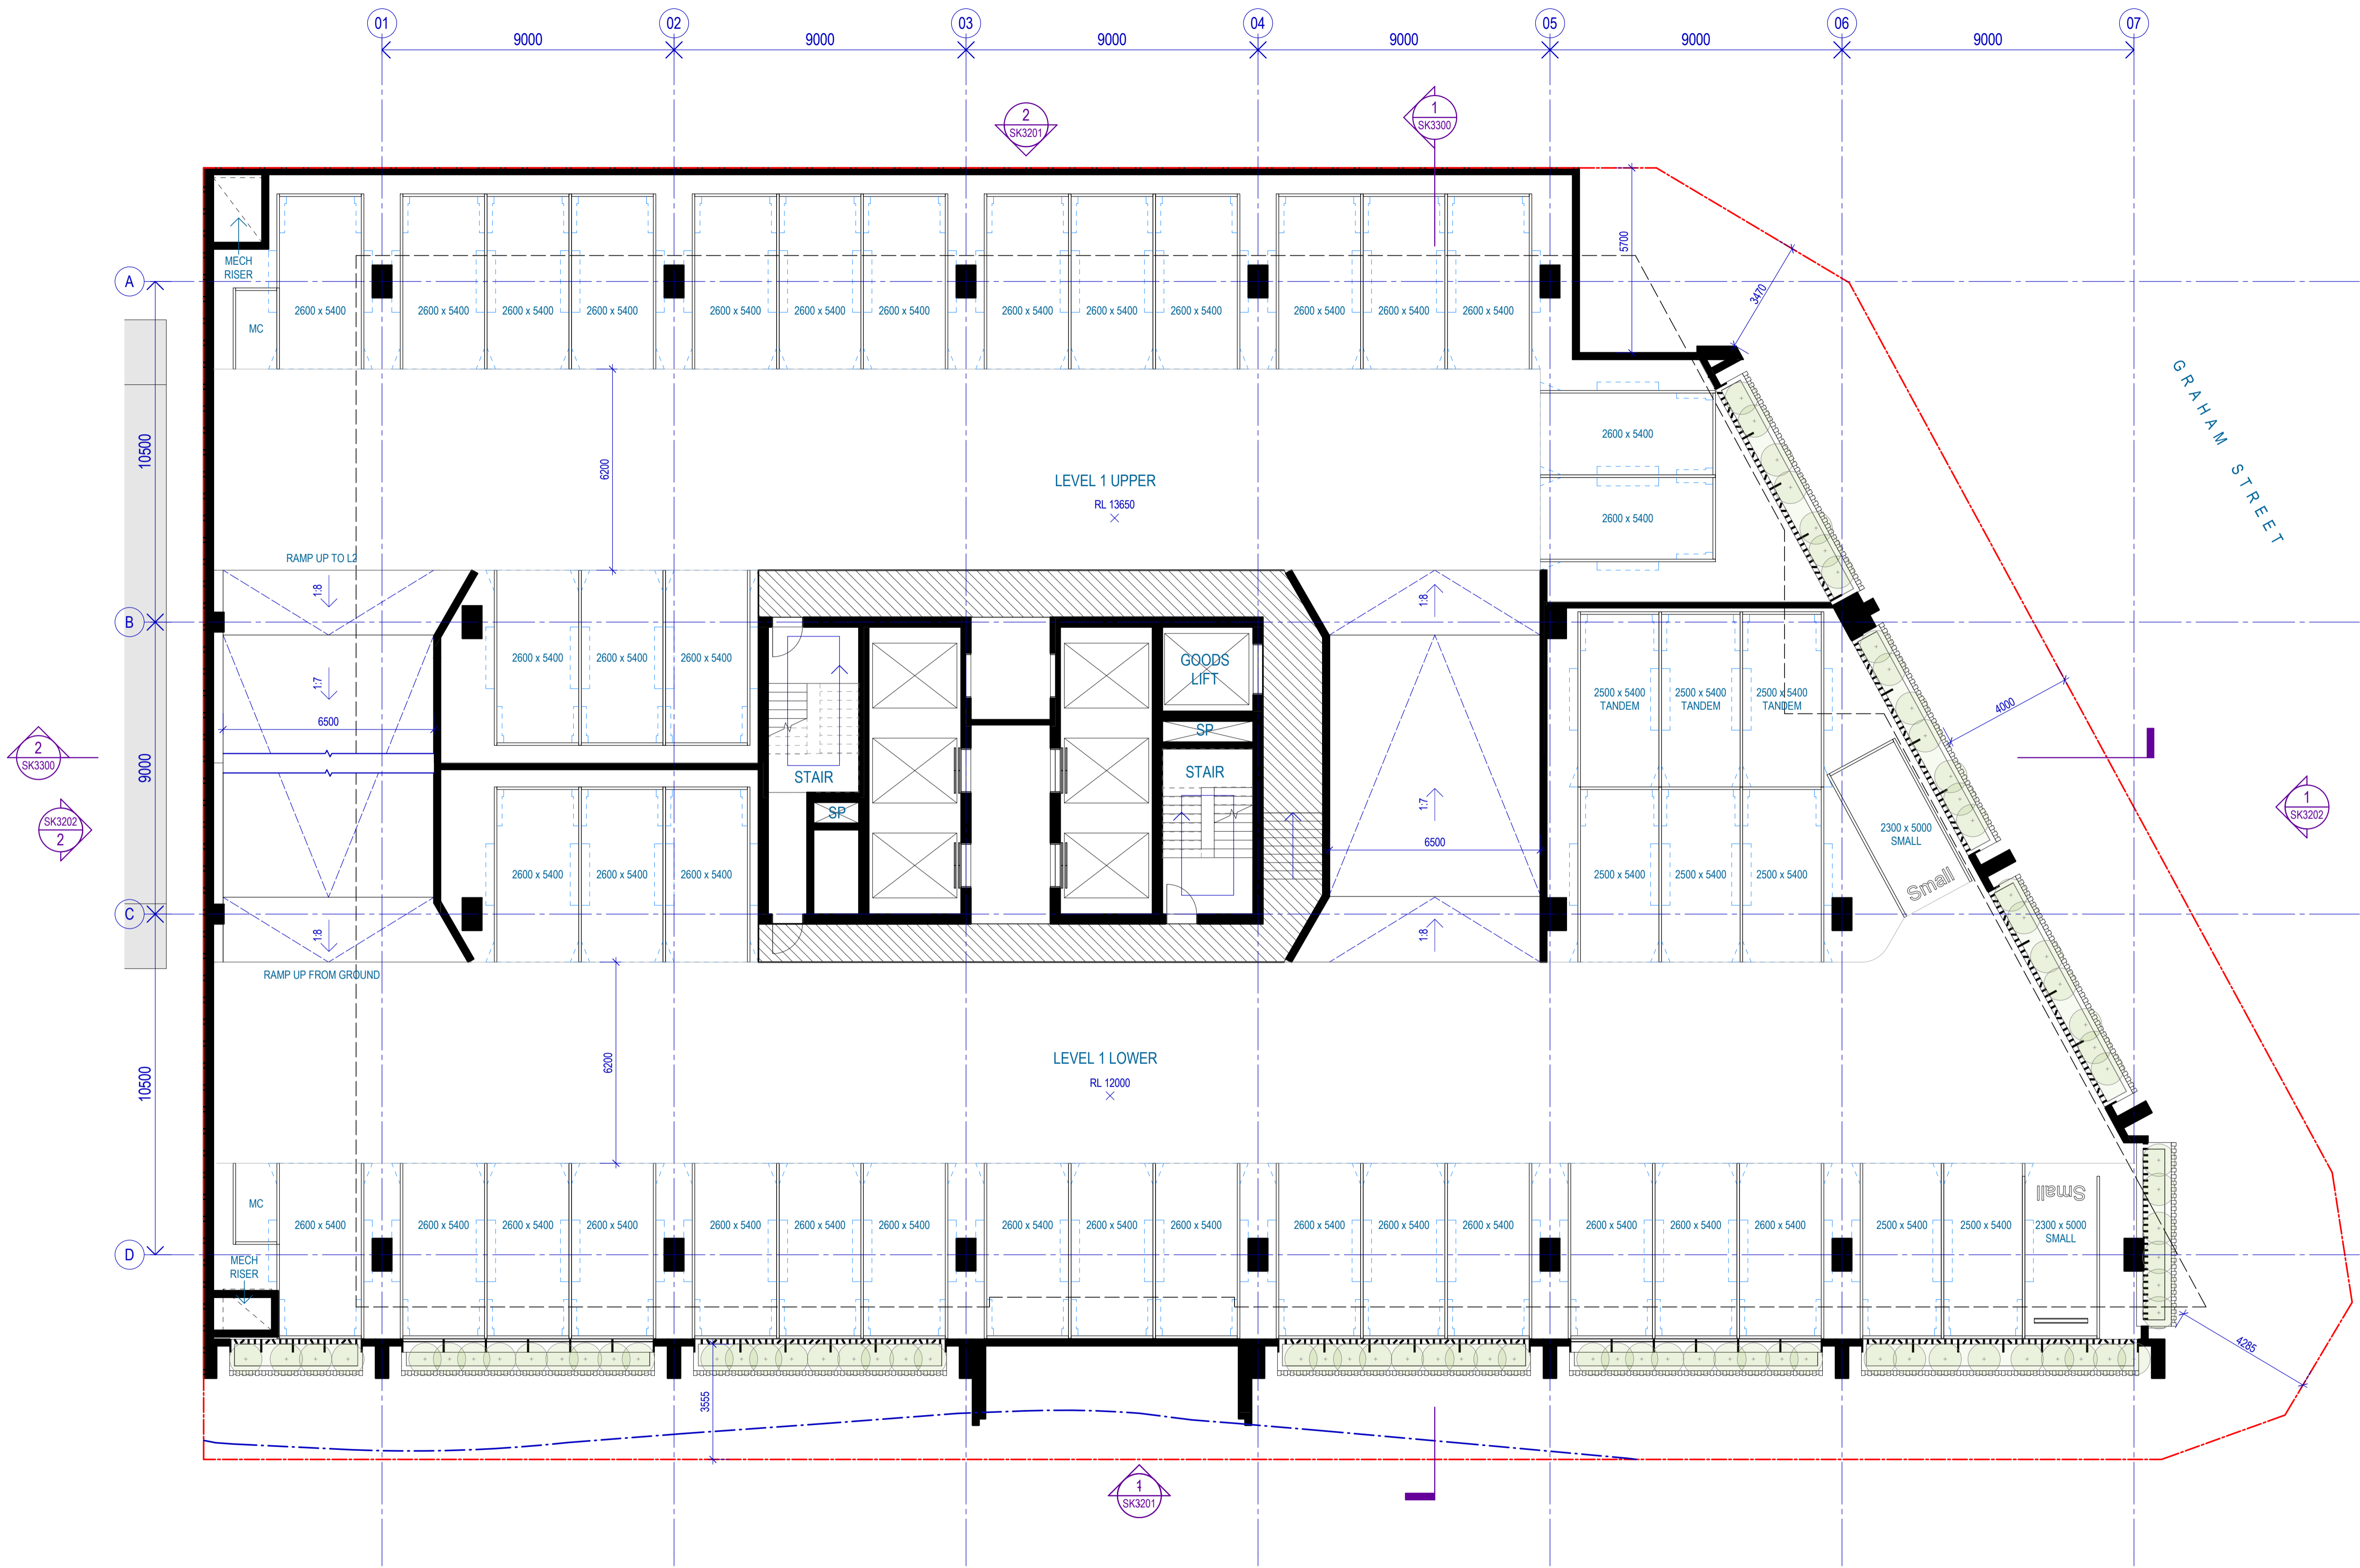 01 02 03 04 05 06 07
9000 9000 9000 9000 9000 9000
2
SK3201
1
SK3300
5700
3470
MECH
RISER
A
MC
2600 x 5400 2600 x 5400 2600 x 5400 2600 x 5400 2600 x 5400 2600 x 5400 2600 x 5400 2600 x 5400 2600 x 5400 2600 x 5400 2600 x 5400 2600 x 5400 2600 x 5400
GRAHAM STREET
10500
6200
2600 x 5400
LEVEL 1 UPPER
RL 13650
2600 x 5400
RAMP UP TO L2
1:8
1:8
B
2600 x 5400 2600 x 5400 2600 x 5400
GOODS
LIFT
1:7
2500 x 5400 2500 x 5400 2500 x 5400
TANDEM TANDEM TANDEM
4000
6500
SP
2
SK3300
9000
STAIR
STAIR
1:7
SP
SK3202
2
1
SK3202
2300 x 5000
SMALL
6500
2600 x 5400 2600 x 5400 2600 x 5400
2500 x 5400 2500 x 5400 2500 x 5400
Small
C
1:8
1:8
RAMP UP FROM GROUND
10500
6200
LEVEL 1 LOWER
RL 12000
MC
Small
2600 x 5400 2600 x 5400 2600 x 5400 2600 x 5400 2600 x 5400 2600 x 5400 2600 x 5400 2600 x 5400 2600 x 5400 2600 x 5400 2600 x 5400 2600 x 5400 2600 x 5400 2600 x 5400 2600 x 5400 2600 x 5400 2500 x 5400 2500 x 5400 2300 x 5000
SMALL
D
MECH
RISER
4285
3555
1
SK3201